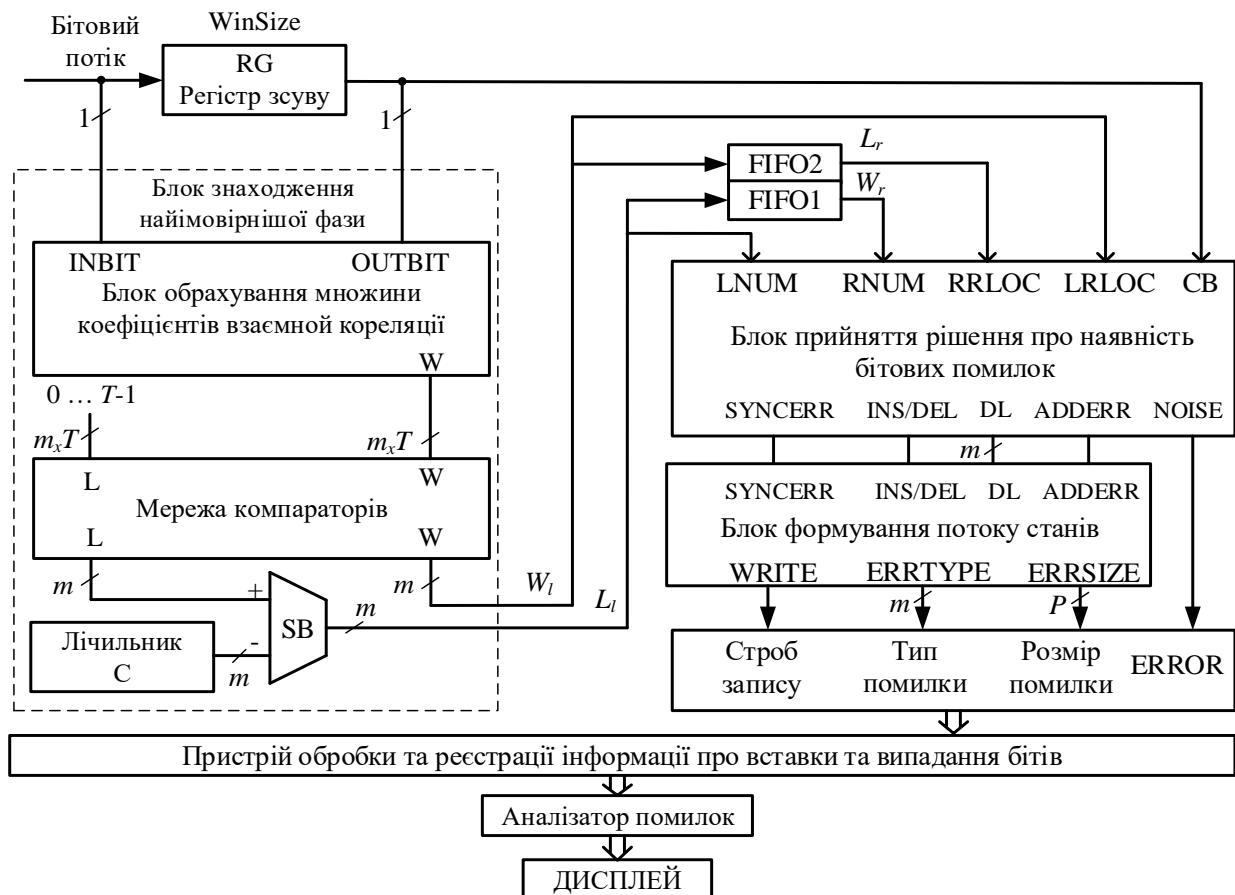 Бітовий
потік
WinSize
RG
Регістр зсуву
1
1
Блок знаходження
найімовірнішої фази
INBIT OUTBIT
Блок обрахування множини
коефіцієнтів взаємної кореляції
W
0 … T-1
mₓT mₓT
L W
Мережа компараторів
L W
m m
+
SB
-
m
m
Лічильник
C
Wₗ
Lₗ
FIFO2
FIFO1
Lᵣ
Wᵣ
LNUM RNUM RRLOC LRLOC CB
Блок прийняття рішення про наявність
бітових помилок
SYNCERR INS/DEL DL ADDERR NOISE
m
SYNCERR INS/DEL DL ADDERR
Блок формування потоку станів
WRITE ERRTYPE ERRSIZE
m P
Строб
запису
Тип
помилки
Розмір
помилки
ERROR
Пристрій обробки та реєстрації інформації про вставки та випадання бітів
Аналізатор помилок
ДИСПЛЕЙ